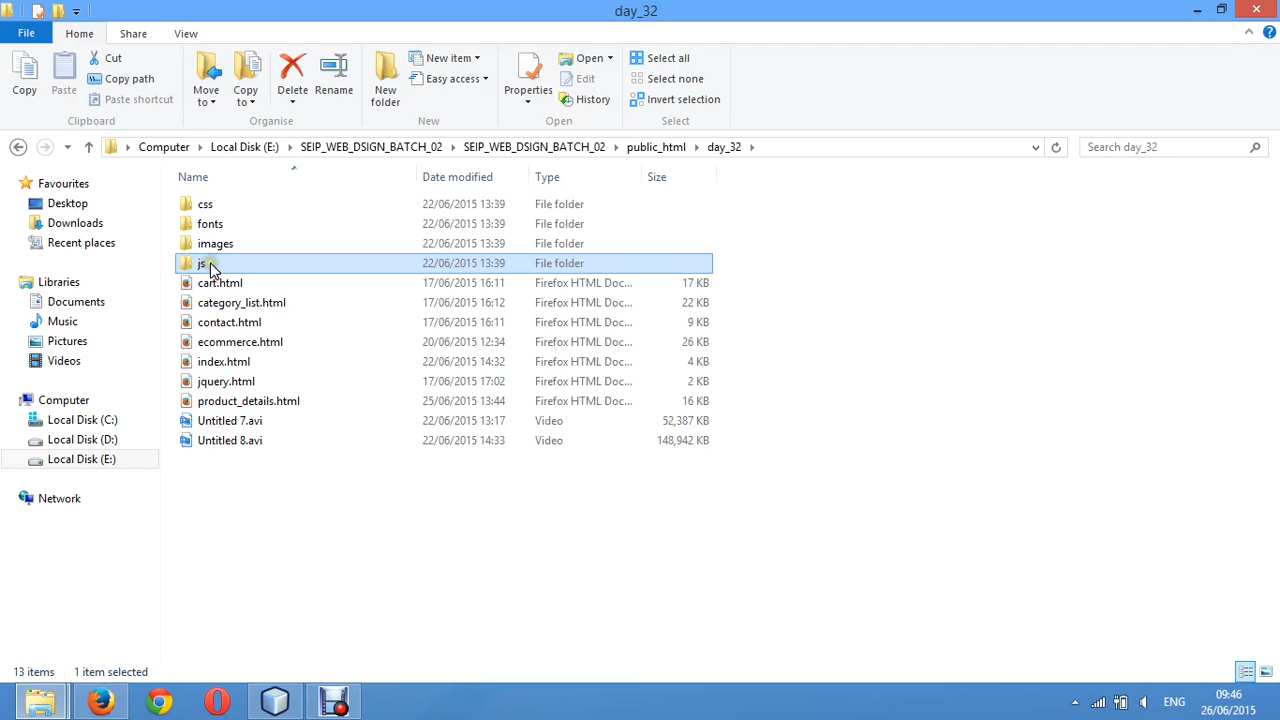 day_32
File Home Share View
Copy Paste Cut Copy path Paste shortcut Move to Copy to Delete Rename New folder New item Easy access Properties Open Edit History Select all Select none Invert selection
Clipboard Organise New Open Select
Computer Local Disk (E:) SEIP_WEB_DSIGN_BATCH_02 SEIP_WEB_DSIGN_BATCH_02 public_html day_32 Search day_32
Name Date modified Type Size
Favourites
Desktop
Downloads
Recent places
Libraries
Documents
Music
Pictures
Videos
Computer
Local Disk (C:)
Local Disk (D:)
Local Disk (E:)
Network
css 22/06/2015 13:39 File folder
fonts 22/06/2015 13:39 File folder
images 22/06/2015 13:39 File folder
js 22/06/2015 13:39 File folder
cart.html 17/06/2015 16:11 Firefox HTML Doc... 17 KB
category_list.html 17/06/2015 16:12 Firefox HTML Doc... 22 KB
contact.html 17/06/2015 16:11 Firefox HTML Doc... 9 KB
ecommerce.html 20/06/2015 12:34 Firefox HTML Doc... 26 KB
index.html 22/06/2015 14:32 Firefox HTML Doc... 4 KB
jquery.html 17/06/2015 17:02 Firefox HTML Doc... 2 KB
product_details.html 25/06/2015 13:44 Firefox HTML Doc... 16 KB
Untitled 7.avi 22/06/2015 13:17 Video 52,387 KB
Untitled 8.avi 22/06/2015 14:33 Video 148,942 KB
13 items 1 item selected
ENG 09:46
26/06/2015